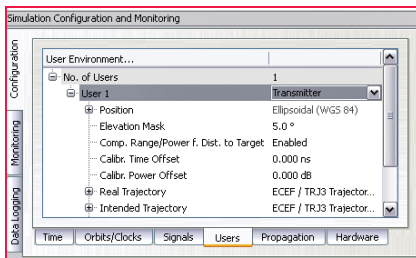 Simulation Configuration and Monitoring
Configuration
Monitoring
Data Logging
User Environment...
No. of Users 1
User 1 Transmitter
Position Ellipsoidal (WGS 84)
Elevation Mask 5.0 °
Comp. Range/Power f. Dist. to Target Enabled
Calibr. Time Offset 0.000 ns
Calibr. Power Offset 0.000 dB
Real Trajectory ECEF / TRJ3 Trajector...
Intended Trajectory ECEF / TRJ3 Trajector...
Time Orbits/Clocks Signals Users Propagation Hardware